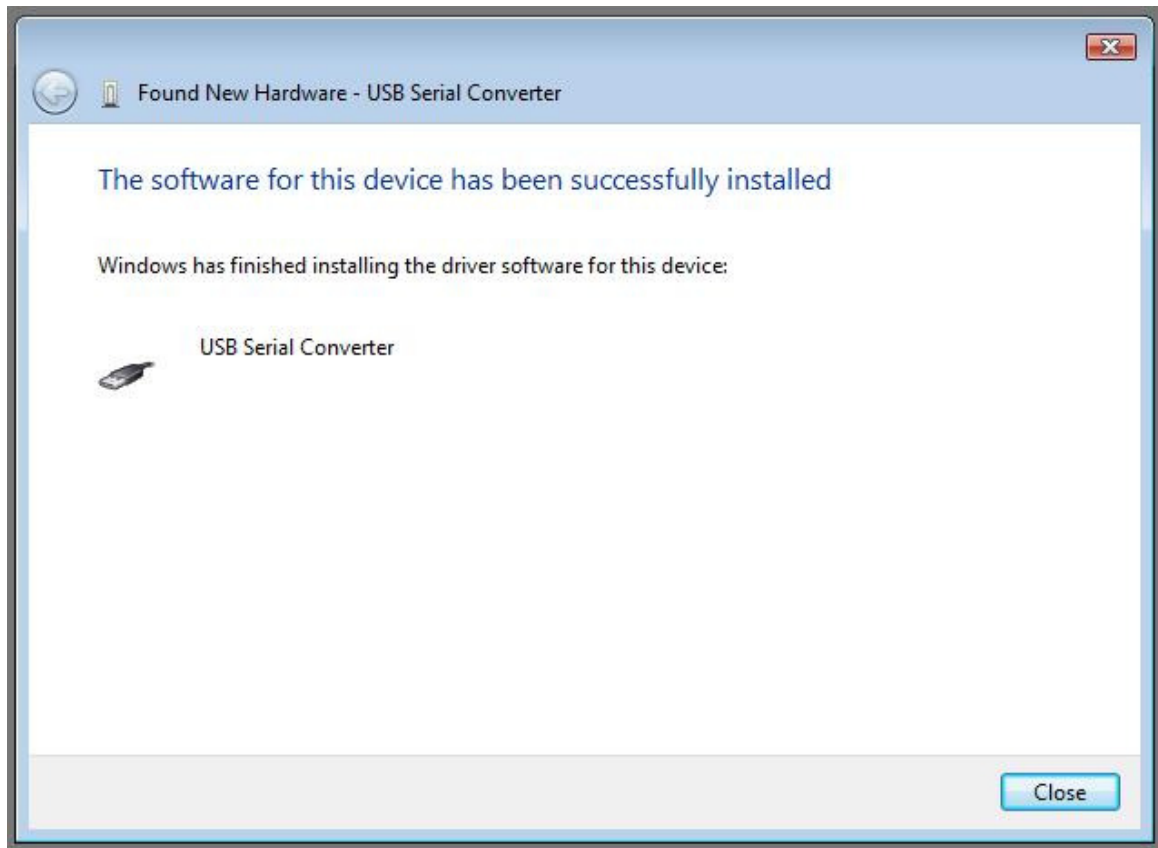 Found New Hardware - USB Serial Converter
The software for this device has been successfully installed
Windows has finished installing the driver software for this device:
USB Serial Converter
Close